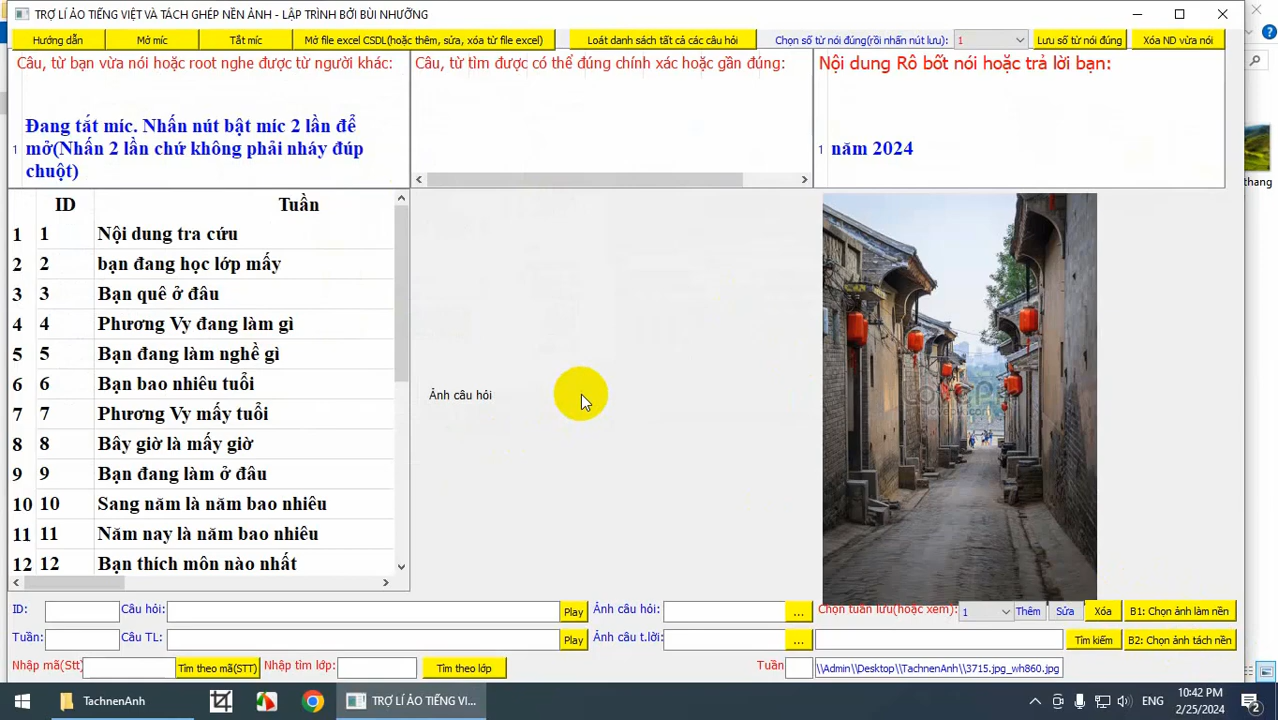 TRỢ LÍ ẢO TIẾNG VIỆT VÀ TÁCH GHÉP NỀN ẢNH - LẬP TRÌNH BỞI BÙI NHƯỠNG
Hướng dẫn
Mở míc
Tắt míc
Mở file excel CSDL(hoặc thêm, sửa, xóa từ file excel)
Loát danh sách tất cả các câu hỏi
Chọn số từ nói đúng(rồi nhấn nút lưu):
1
Lưu số từ nói đúng
Xóa ND vừa nói
Câu, từ bạn vừa nói hoặc root nghe được từ người khác:
Câu, từ tìm được có thể đúng chính xác hoặc gần đúng:
Nội dung Rô bốt nói hoặc trả lời bạn:
Đang tắt míc. Nhấn nút bật míc 2 lần để
1 mở(Nhấn 2 lần chứ không phải nháy đúp
chuột)
1 năm 2024
thang
ID Tuần
1 1 Nội dung tra cứu
2 2 bạn đang học lớp mấy
3 3 Bạn quê ở đâu
4 4 Phương Vy đang làm gì
5 5 Bạn đang làm nghề gì
6 6 Bạn bao nhiêu tuổi
7 7 Phương Vy mấy tuổi
8 8 Bây giờ là mấy giờ
9 9 Bạn đang làm ở đâu
10 10 Sang năm là năm bao nhiêu
11 11 Năm nay là năm bao nhiêu
12 12 Bạn thích môn nào nhất
Ảnh câu hỏi
ID:
Câu hỏi:
Play
Ảnh câu hỏi:
...
Chọn tuần lưu(hoặc xem):
1
Thêm
Sửa
Xóa
B1: Chọn ảnh làm nền
Tuần:
Câu TL:
Play
Ảnh câu t.lời:
...
Tìm kiếm
B2: Chọn ảnh tách nền
Nhập mã(Stt)
Tìm theo mã(STT)
Nhập tìm lớp:
Tìm theo lớp
Tuần
\\Admin\\Desktop\\TachnenAnh\\3715.jpg_wh860.jpg
TachnenAnh
TRỢ LÍ ẢO TIẾNG VI...
ENG
10:42 PM
2/25/2024
2